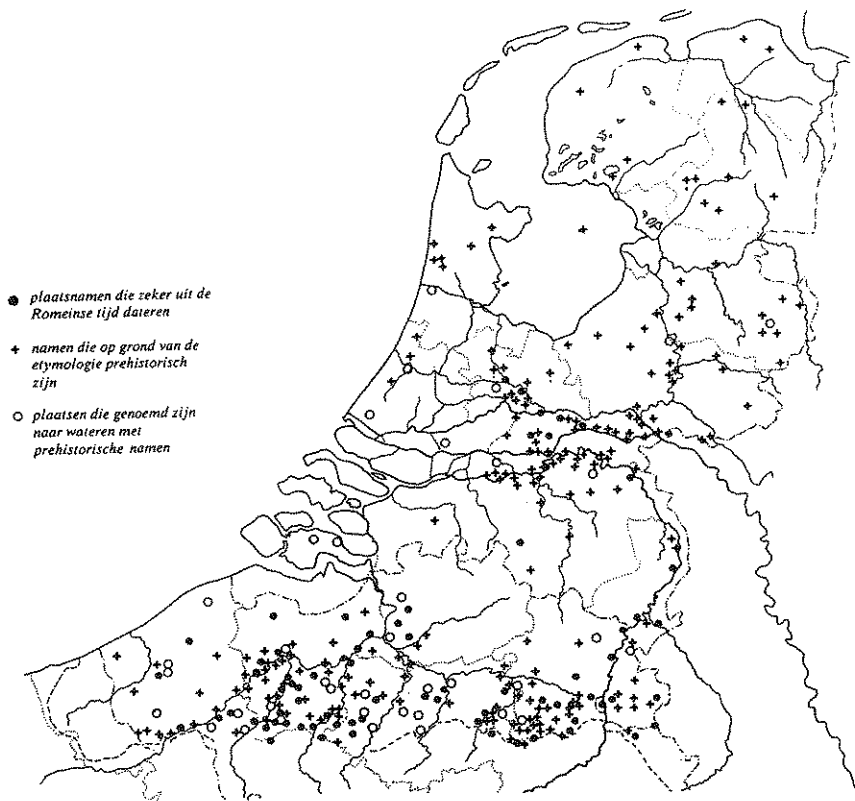 plaatsnamen die zeker uit de
Romeinse tijd dateren
namen die op grond van de
etymologie prehistorisch
zijn
plaatsen die genoemd zijn
naar wateren met
prehistorische namen